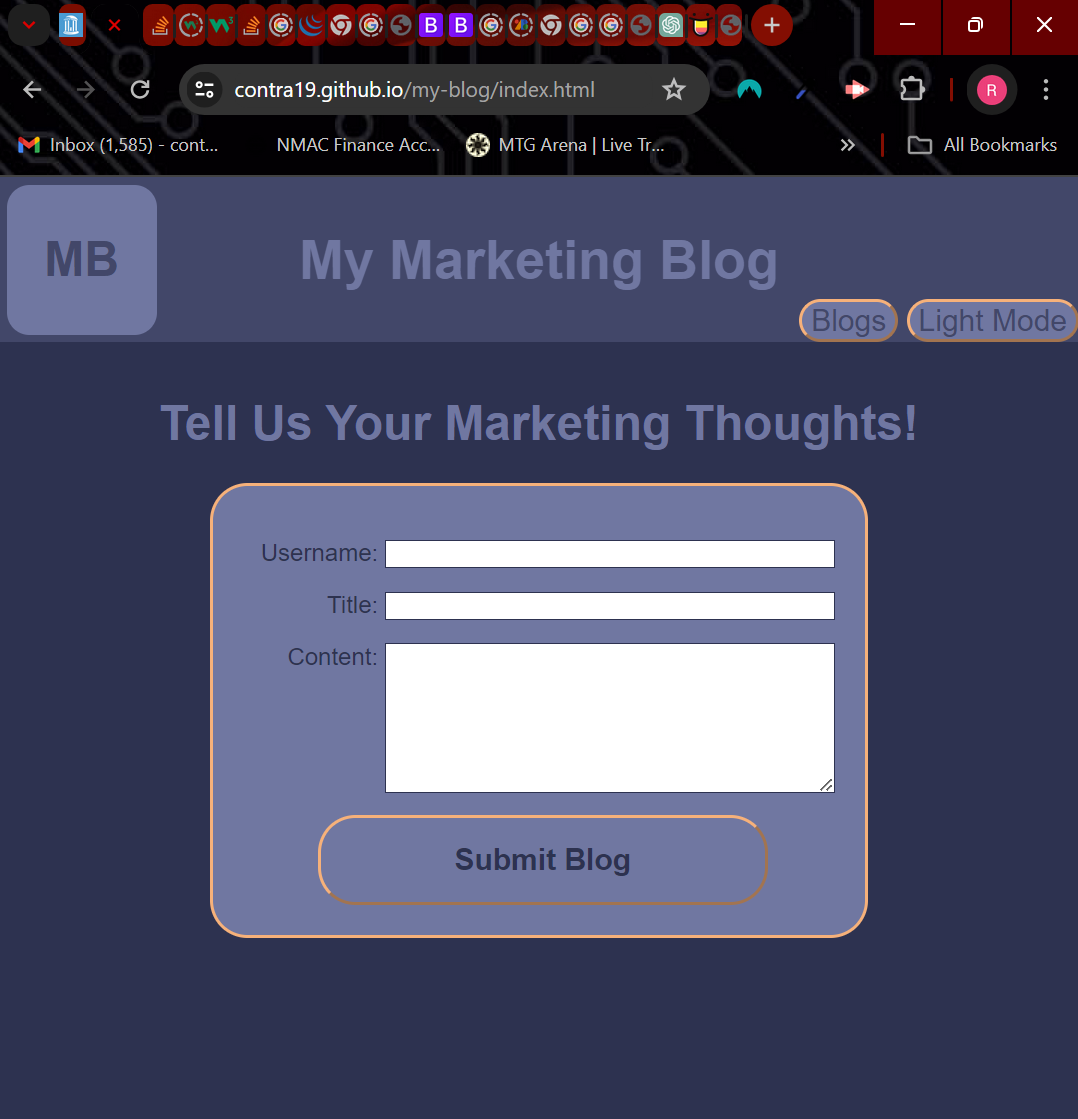 contra19.github.io/my-blog/index.html
R
Inbox (1,585) - cont... NMAC Finance Acc... MTG Arena | Live Tr... » All Bookmarks
MB
My Marketing Blog
Blogs Light Mode
Tell Us Your Marketing Thoughts!
Username:
Title:
Content:
Submit Blog